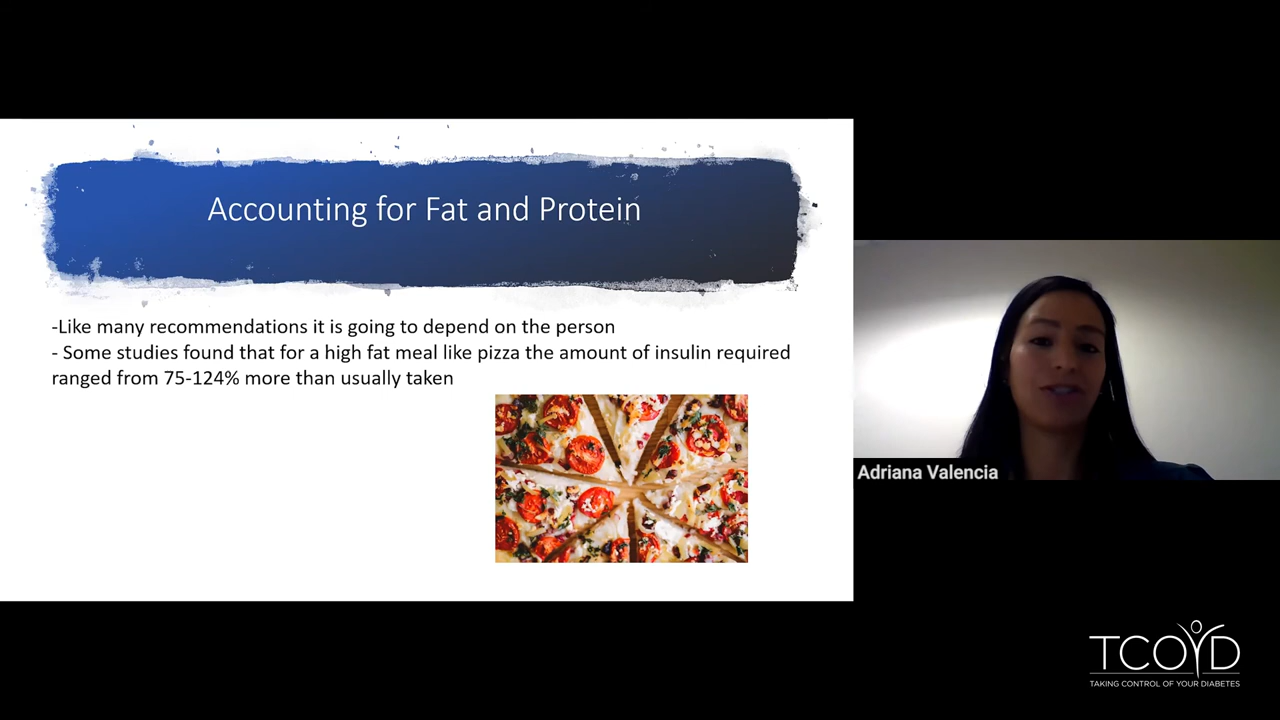 Accounting for Fat and Protein
-Like many recommendations it is going to depend on the person
- Some studies found that for a high fat meal like pizza the amount of insulin required
ranged from 75-124% more than usually taken
Adriana Valencia
TCOYD
TAKING CONTROL OF YOUR DIABETES